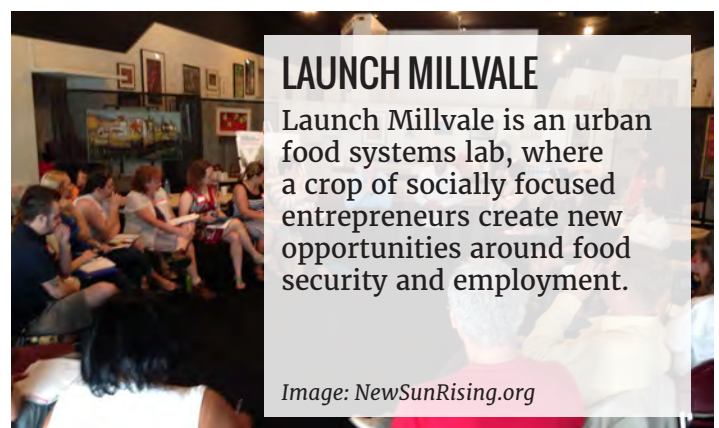 LAUNCH MILLVALE
Launch Millvale is an urban
food systems lab, where
a crop of socially focused
entrepreneurs create new
opportunities around food
security and employment.
Image: NewSunRising.org